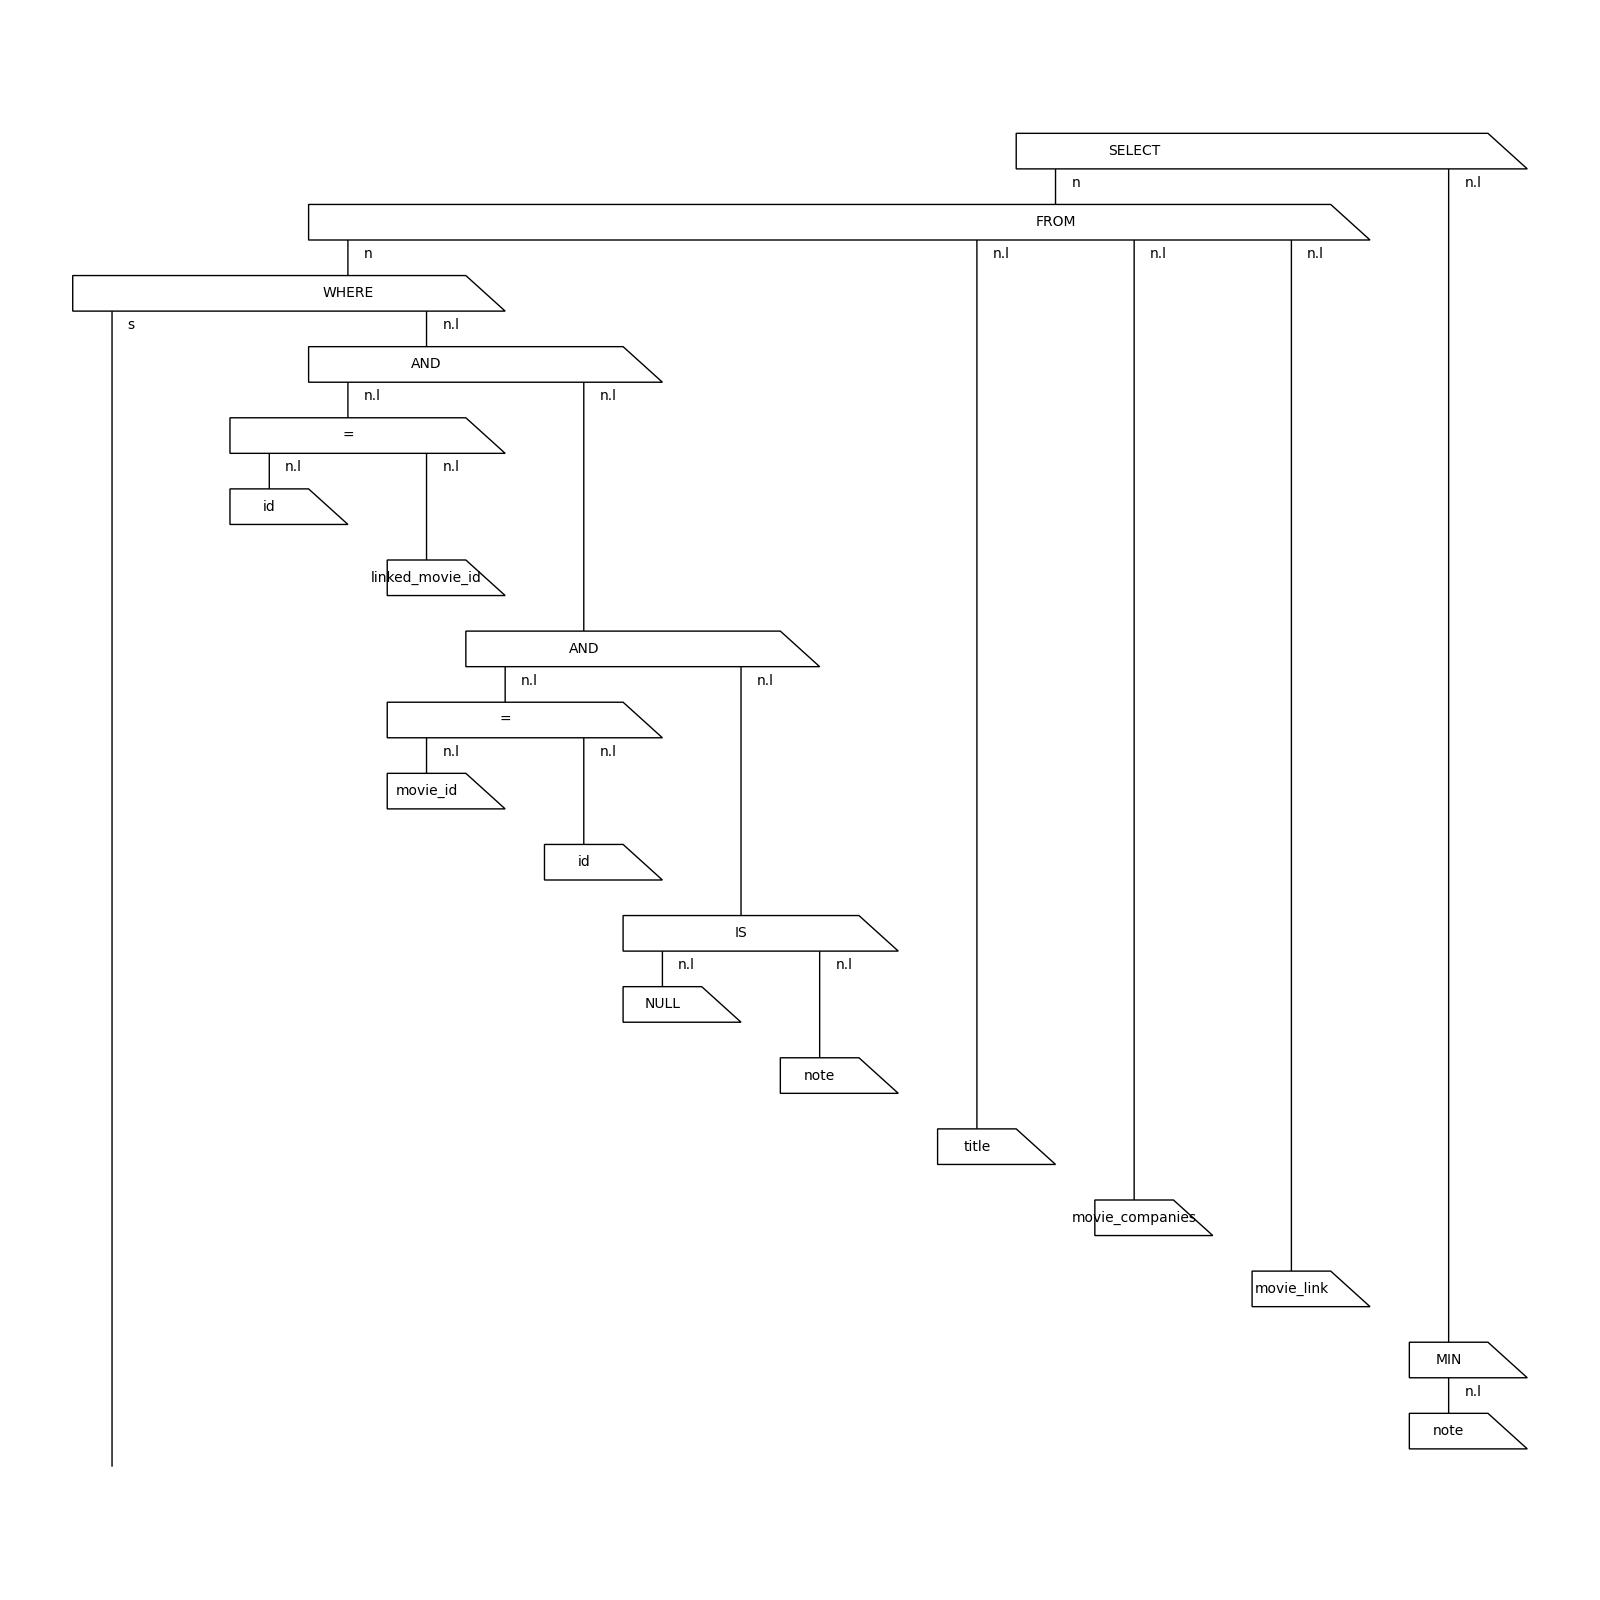 SELECT
n n.l
FROM
n n.l n.l n.l
WHERE
s n.l
AND
n.l n.l
=
n.l n.l
id
linked_movie_id
AND
n.l n.l
=
n.l n.l
movie_id
id
IS
n.l n.l
NULL
note
title
movie_companies
movie_link
MIN
n.l
note